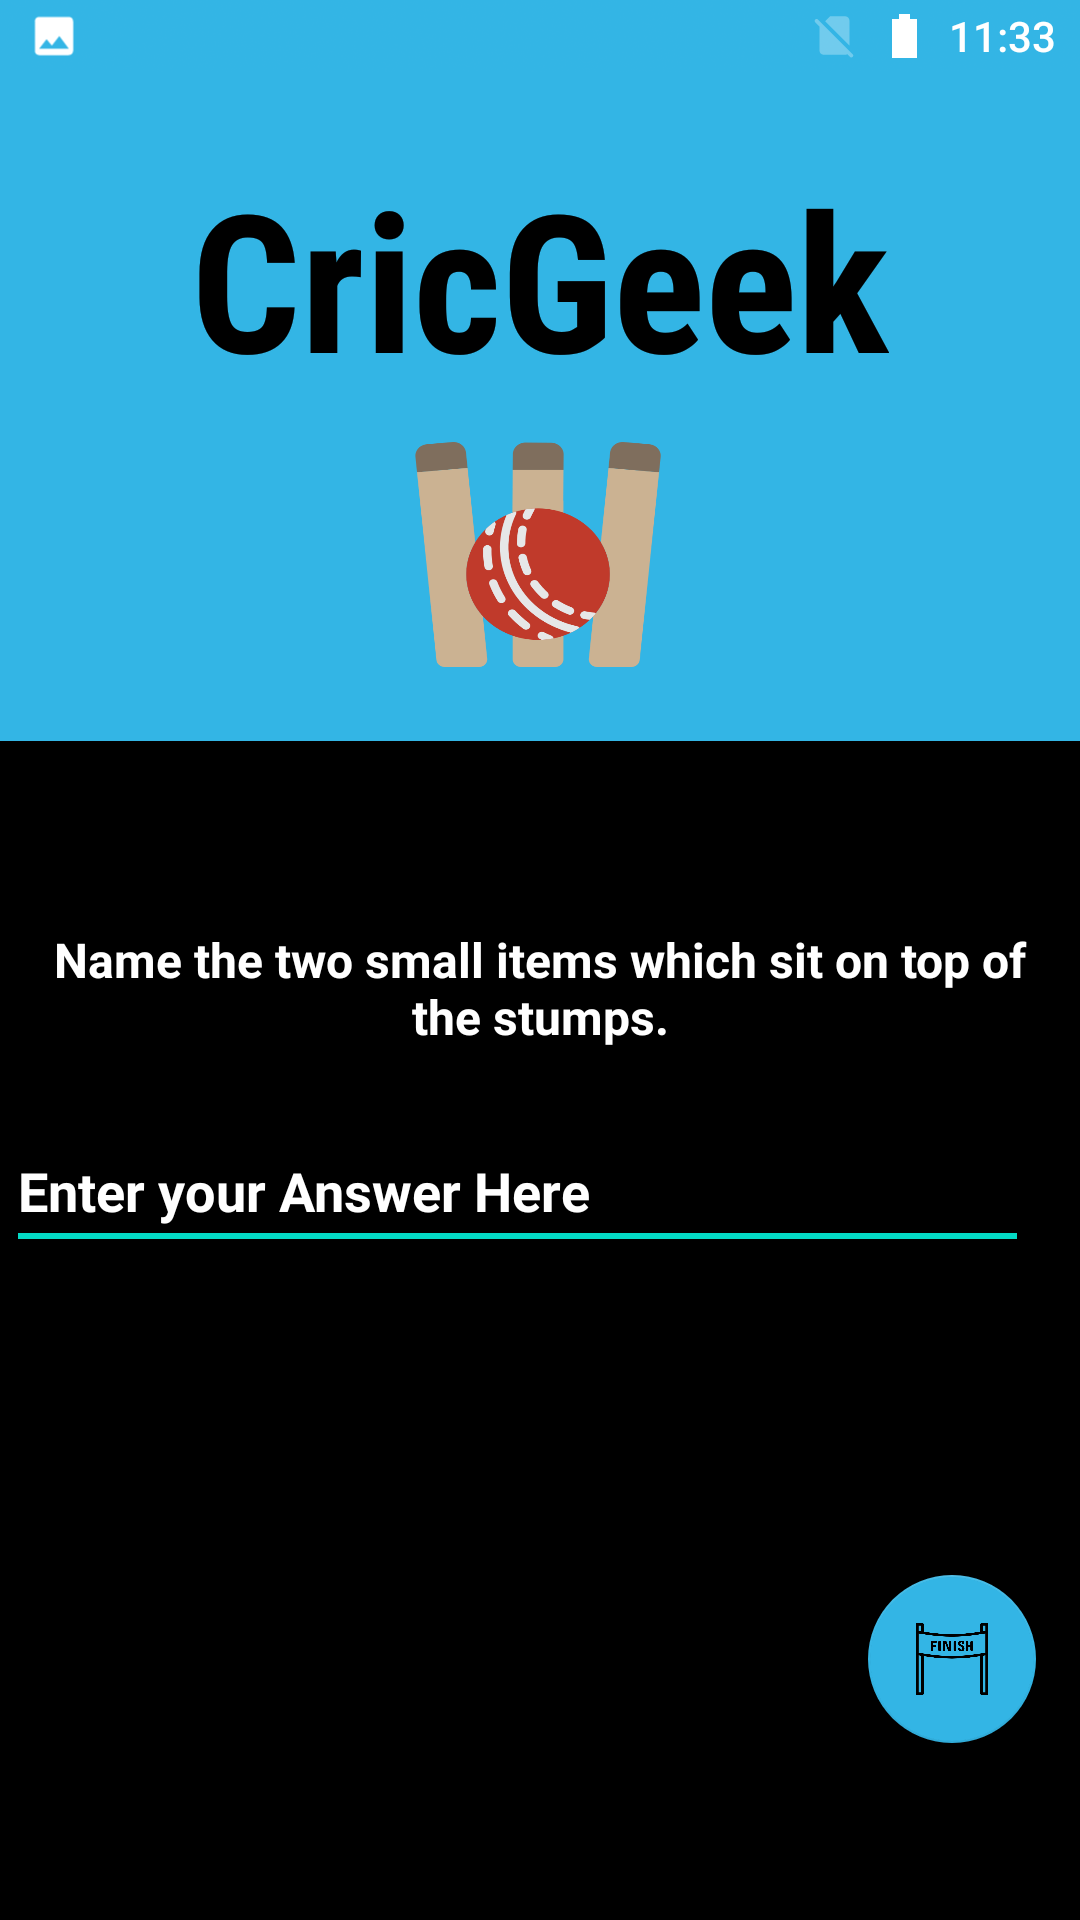 11:33
CricGeek
Name the two small items which sit on top of
the stumps.
Enter your Answer Here
FINISH